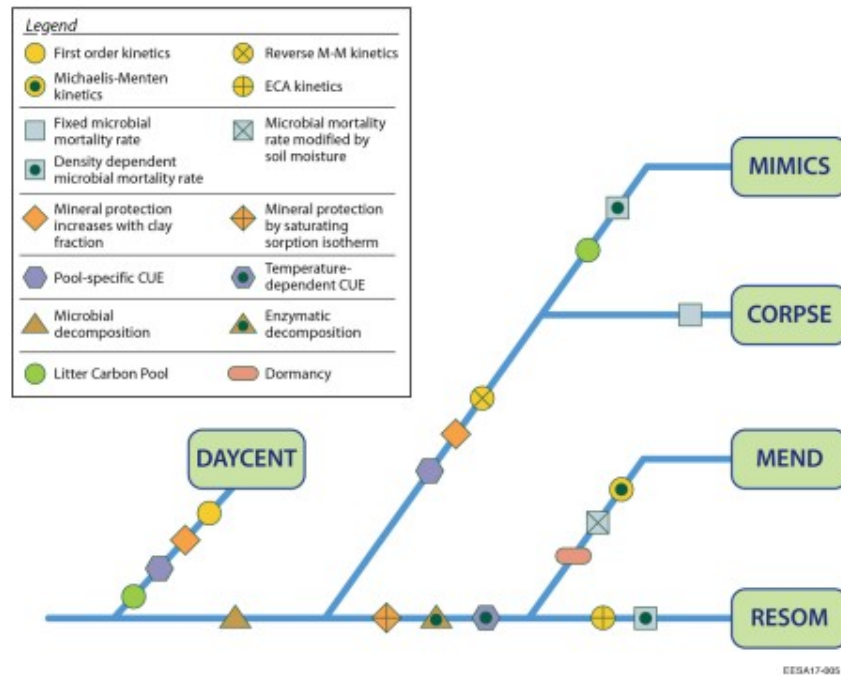 Legend
First order kinetics
Reverse M-M kinetics
Michaelis-Menten
kinetics
ECA kinetics
Fixed microbial
mortality rate
Microbial mortality
rate modified by
soil moisture
Density dependent
microbial mortality rate
Mineral protection
increases with clay
fraction
Mineral protection
by saturating
sorption isotherm
Pool-specific CUE
Temperature-
dependent CUE
Microbial
decomposition
Enzymatic
decomposition
Litter Carbon Pool
Dormancy
MIMICS
CORPSE
DAYCENT
MEND
RESOM
EESA17-005